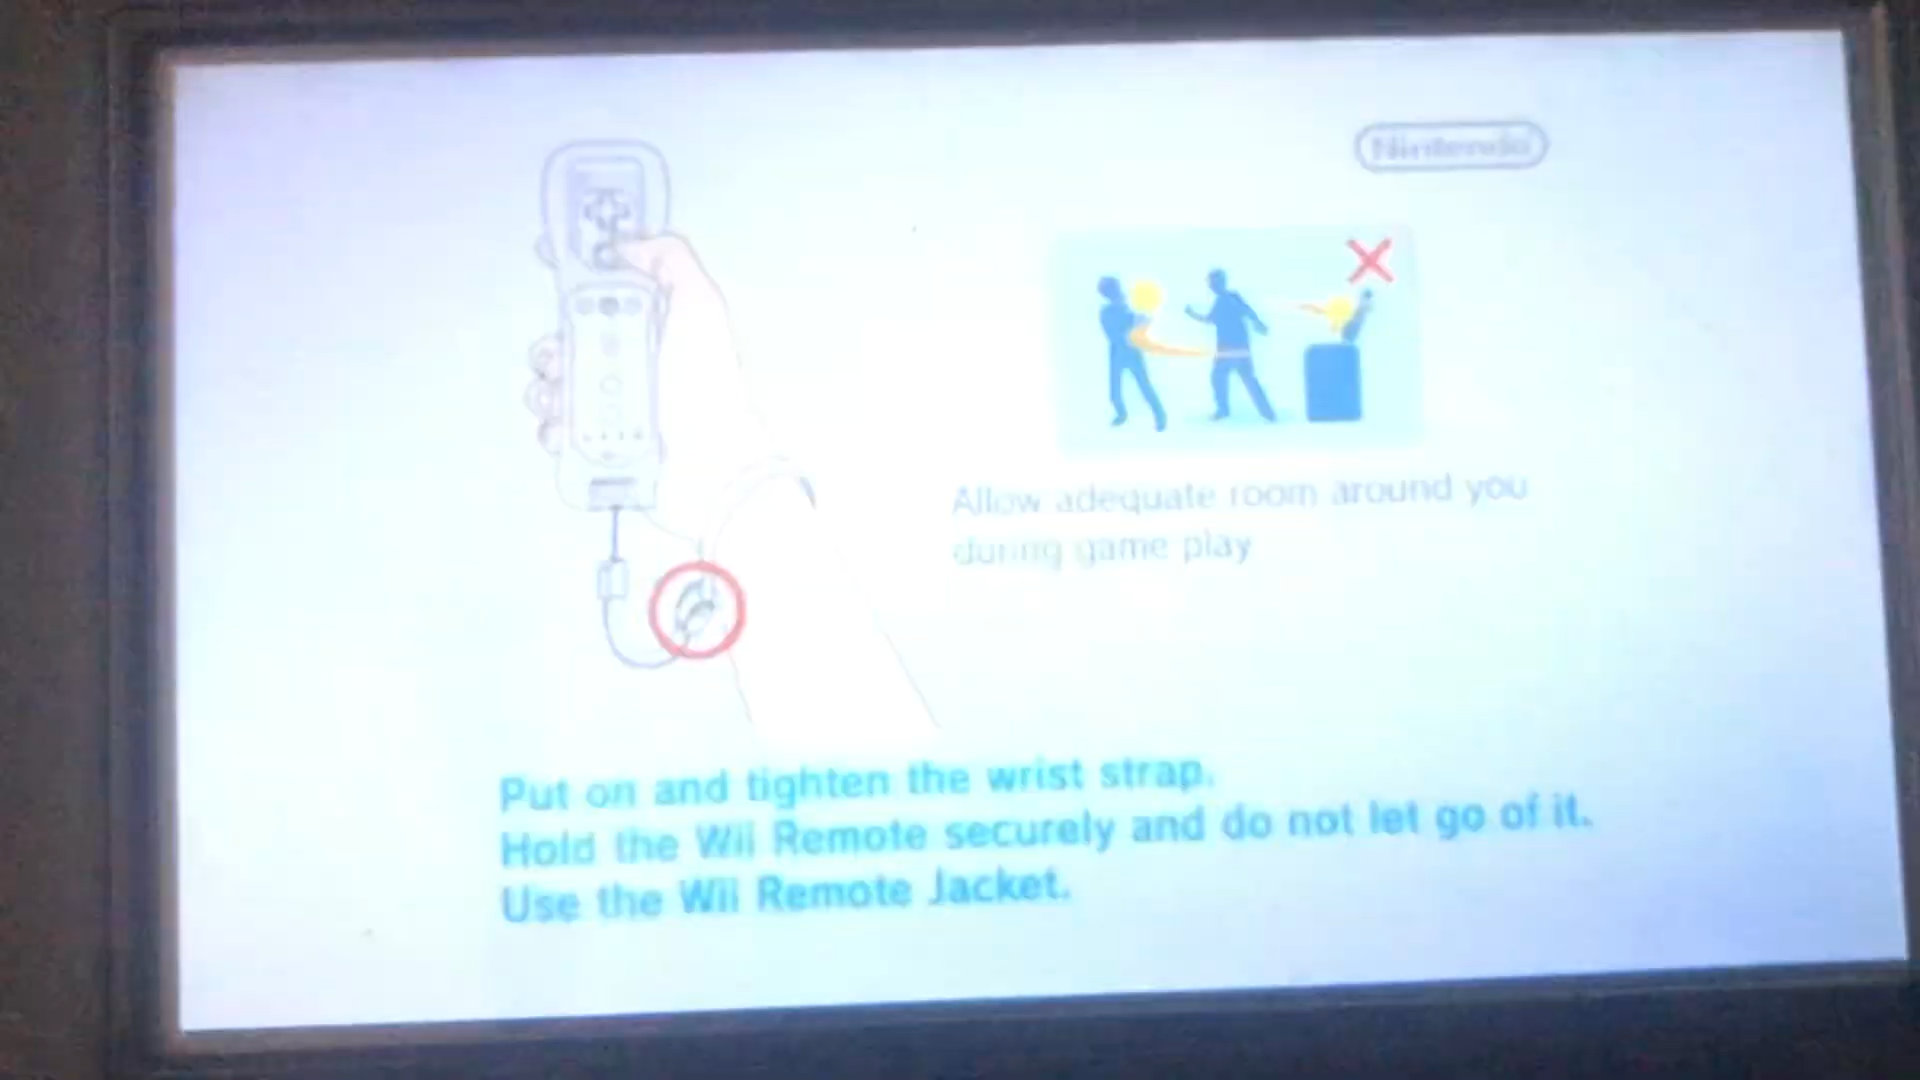 Nintendo
Allow adequate room around you
during game play
Put on and tighten the wrist strap.
Hold the Wii Remote securely and do not let go of it.
Use the Wii Remote Jacket.